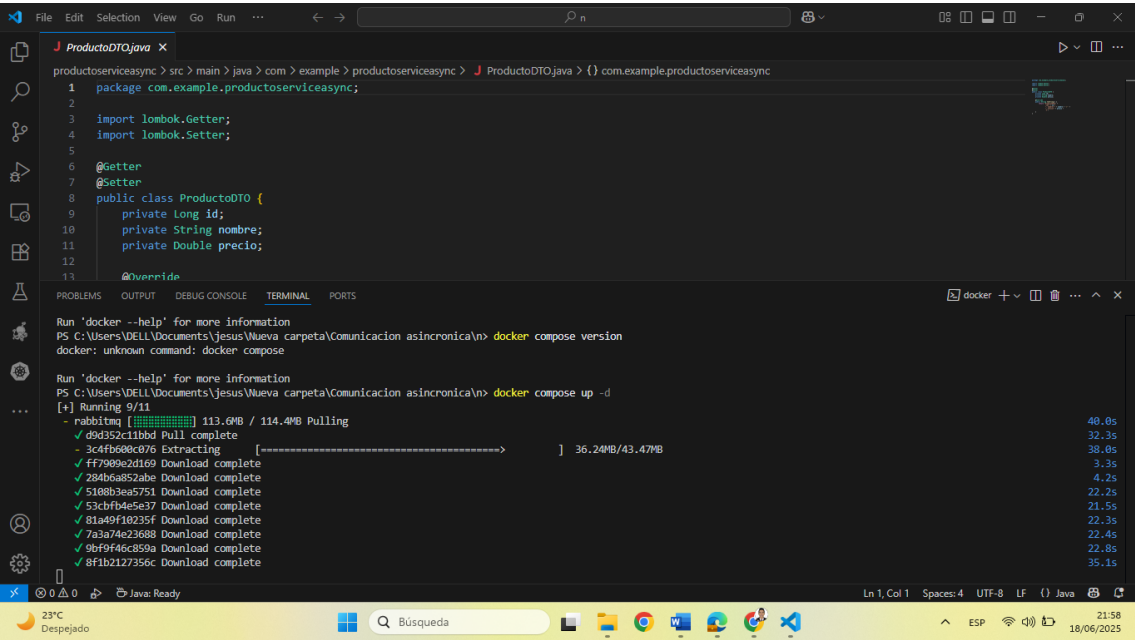 File Edit Selection View Go Run ··· n
ProductoDTO.java
productoserviceasync > src > main > java > com > example > productoserviceasync > J ProductoDTO.java > {} com.example.productoserviceasync
1 package com.example.productoserviceasync;
2
3 import lombok.Getter;
4 import lombok.Setter;
5
6 @Getter
7 @Setter
8 public class ProductoDTO {
9 private Long id;
10 private String nombre;
11 private Double precio;
12
13 @Override
PROBLEMS OUTPUT DEBUG CONSOLE TERMINAL PORTS docker
Run 'docker --help' for more information
PS C:\Users\DELL\Documents\jesus\Nueva carpeta\Comunicacion asincronica\n> docker compose version
docker: unknown command: docker compose
Run 'docker --help' for more information
PS C:\Users\DELL\Documents\jesus\Nueva carpeta\Comunicacion asincronica\n> docker compose up -d
[+] Running 9/11
- rabbitmq [⣿⣿⣿⣿⣿⣿⣿⣿⣿⣿] 113.6MB / 114.4MB Pulling 40.0s
✓ d9d352c11bbd Pull complete 32.3s
- 3c4fb600c076 Extracting [=========================================> ] 36.24MB/43.47MB 38.0s
✓ ff7909e2d169 Download complete 3.3s
✓ 284b6a852abe Download complete 4.2s
✓ 5108b3ea5751 Download complete 22.2s
✓ 53cbfb4e5e37 Download complete 21.5s
✓ 81a49f10235f Download complete 22.3s
✓ 7a3a74e23688 Download complete 22.4s
✓ 9bf9f46c859a Download complete 22.8s
✓ 8f1b2127356c Download complete 35.1s
0 0 Java: Ready Ln 1, Col 1 Spaces: 4 UTF-8 LF {} Java
23°C
Despejado
Búsqueda
ESP
21:58
18/06/2025